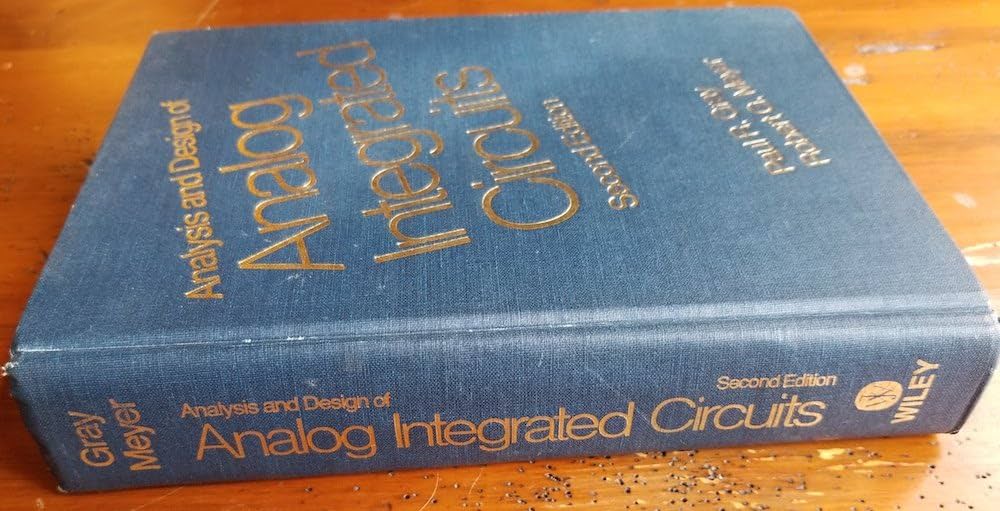 Analysis and Design of
Analog
Integrated
Circuits
Second Edition
Paul R. Gray
Robert G. Meyer
Gray
Meyer
Analysis and Design of
Analog Integrated Circuits
Second Edition
WILEY